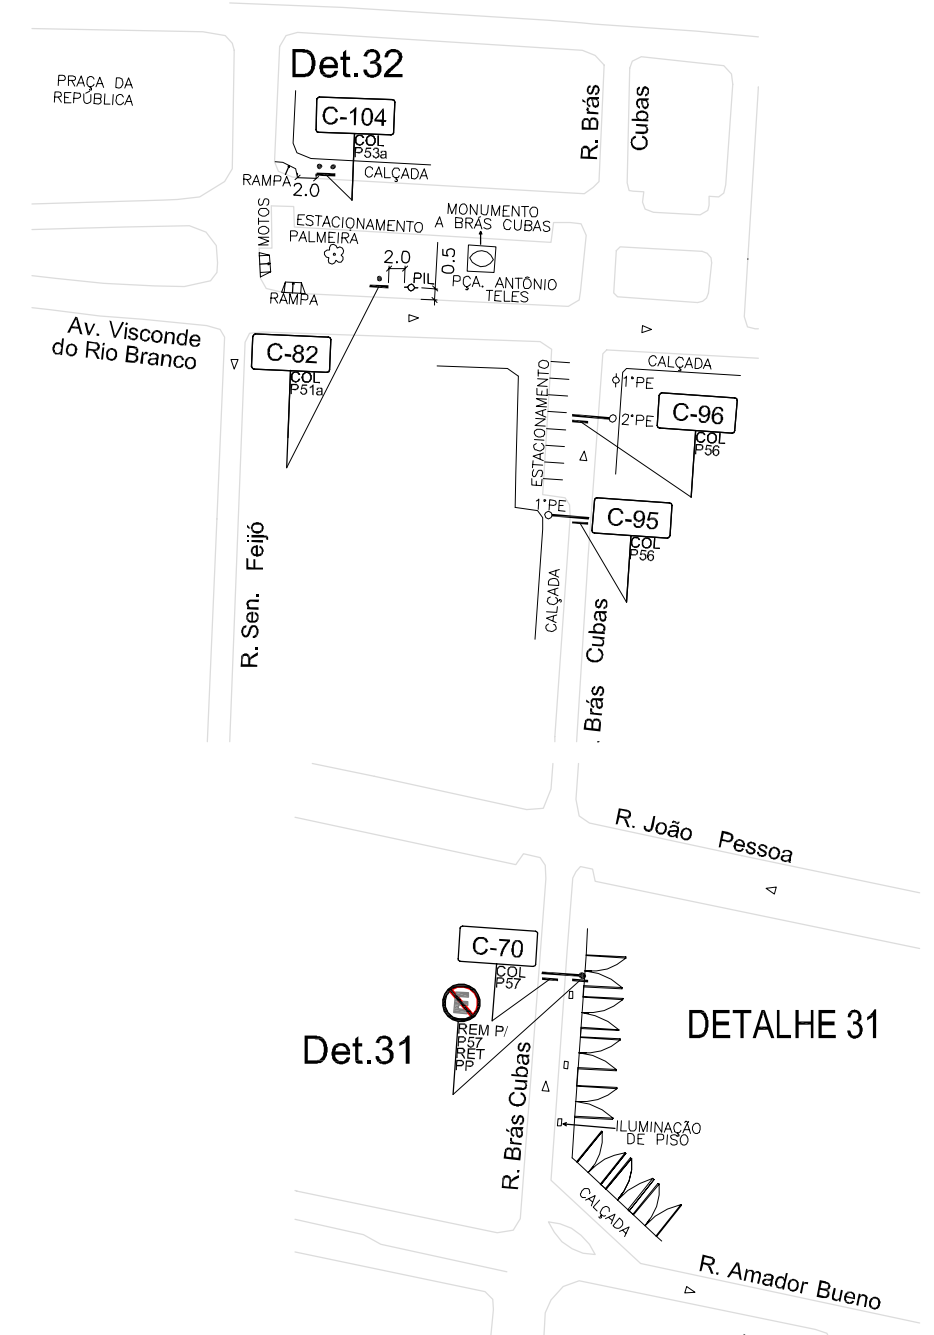 PRAÇA DA
REPÚBLICA
Det.32
C-104
COL
P53a
CALÇADA
RAMPA
2.0
R. Brás
Cubas
MOTOS
ESTACIONAMENTO
PALMEIRA
MONUMENTO
A BRÁS CUBAS
2.0
PIL
0.5
PÇA. ANTÔNIO
TELES
RAMPA
Av. Visconde
do Rio Branco
C-82
COL
P51a
ESTACIONAMENTO
CALÇADA
1°PE
2°PE
C-96
COL
P56
1°PE
C-95
COL
P56
CALÇADA
R. Sen. Feijó
Brás Cubas
R. João Pessoa
C-70
COL
P57
REM P/
P57
RET
PP
Det.31
DETALHE 31
R. Brás Cubas
ILUMINAÇÃO
DE PISO
CALÇADA
R. Amador Bueno